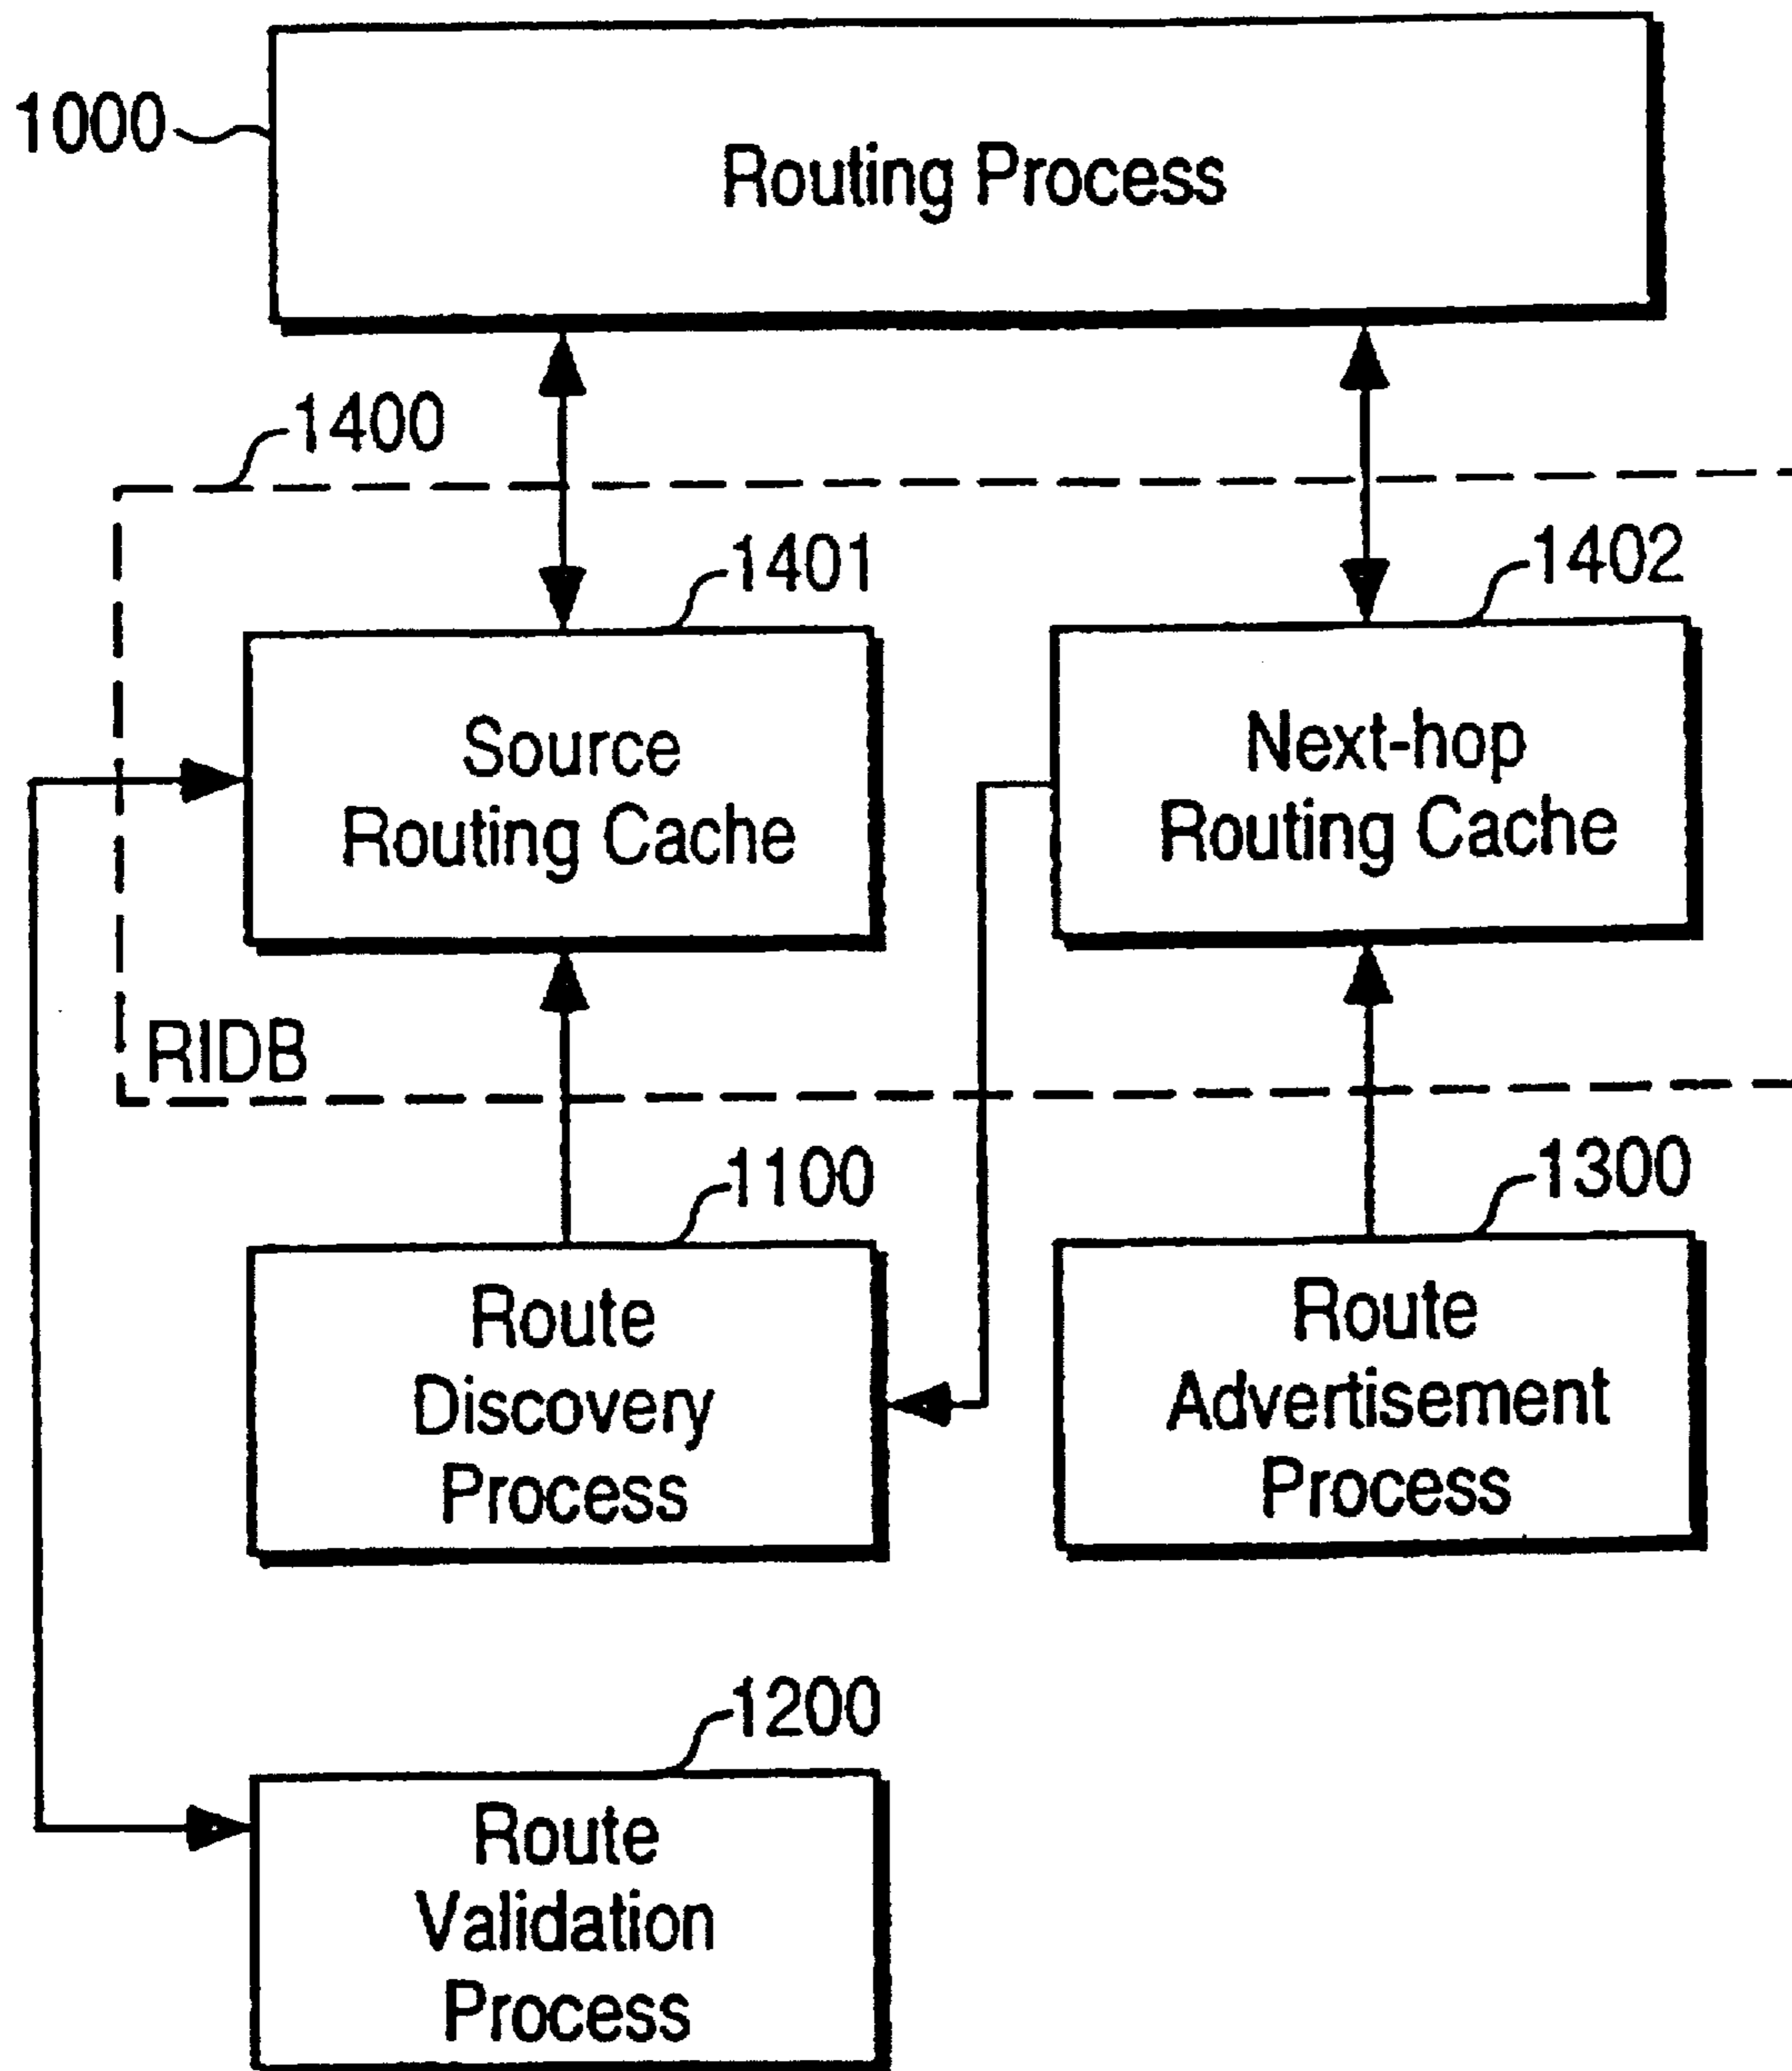 1000
Routing Process
1400
1401
1402
Source
Routing Cache
Next-hop
Routing Cache
RIDB
1100
1300
Route
Discovery
Process
Route
Advertisement
Process
1200
Route
Validation
Process